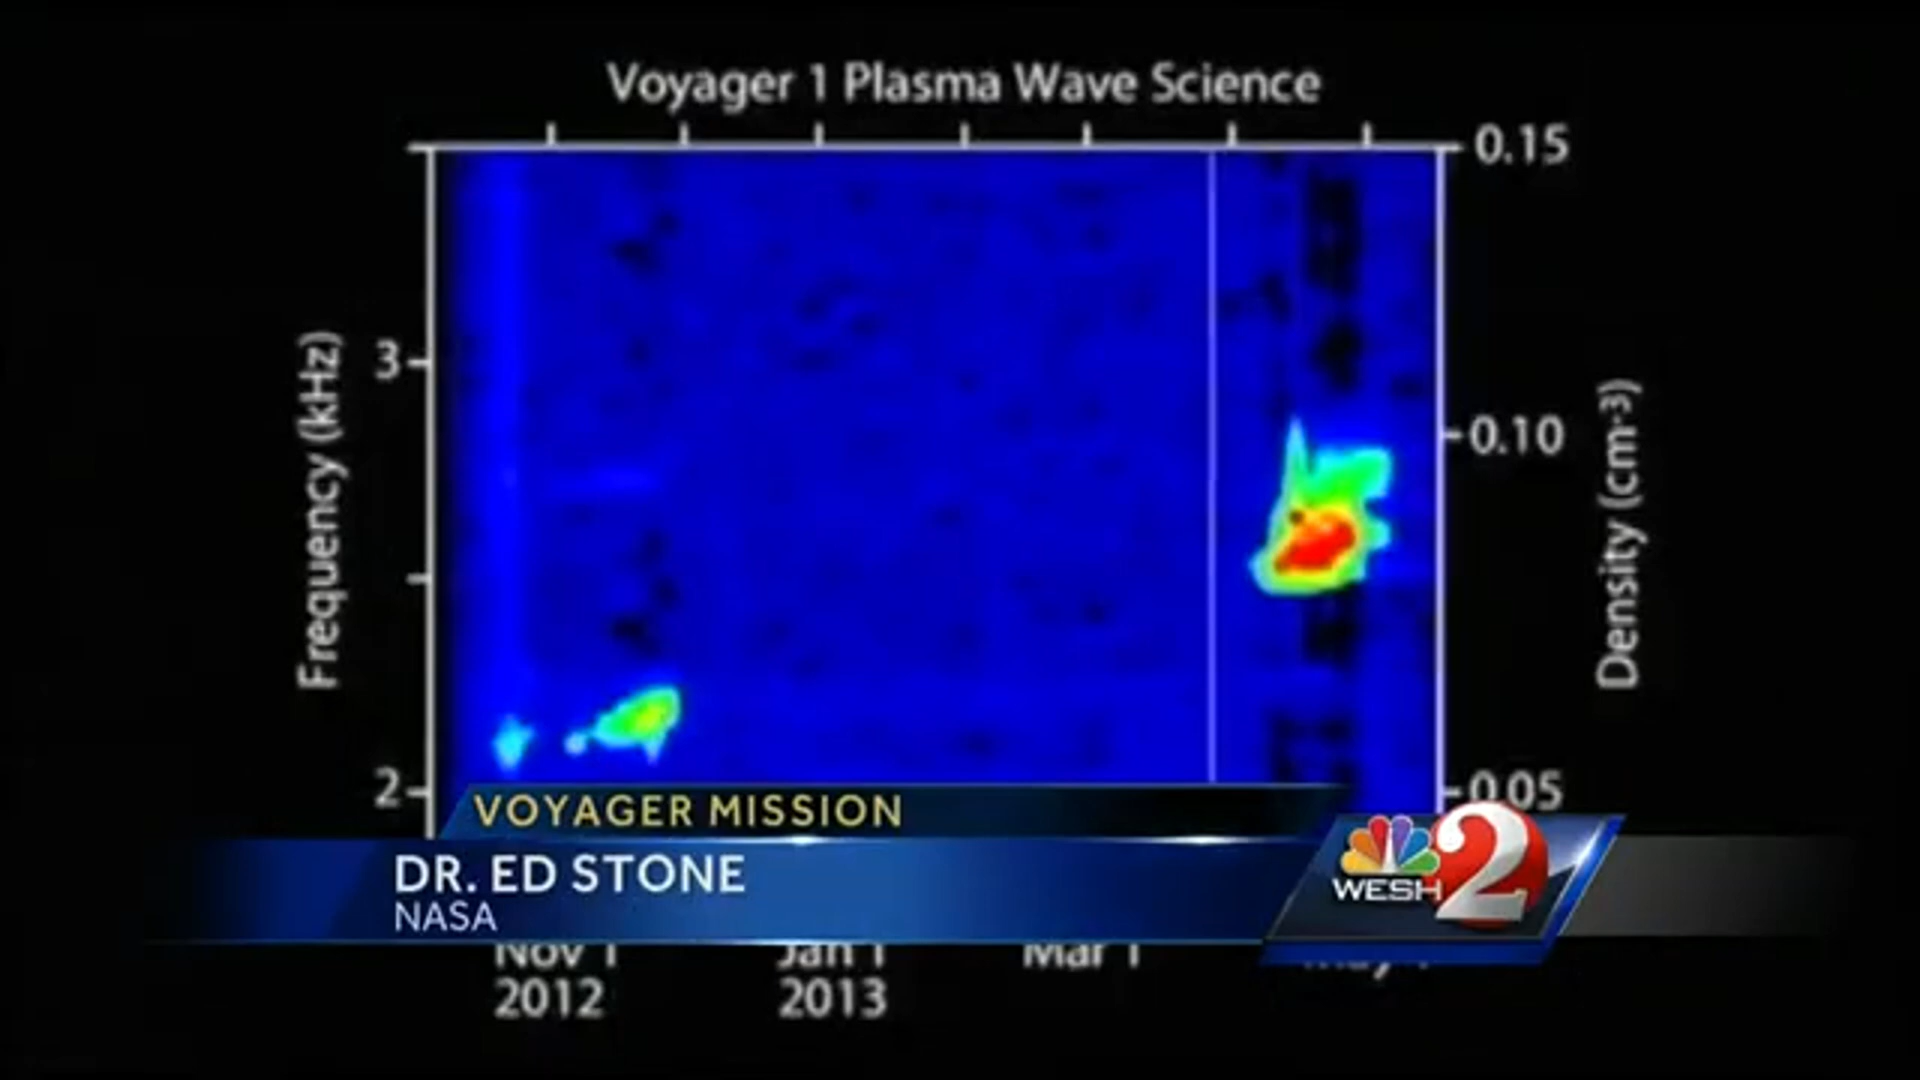 Voyager 1 Plasma Wave Science
0.15
3
0.10
Frequency (kHz)
Density (cm-3)
2
0.05
VOYAGER MISSION
DR. ED STONE
NASA
WESH 2
Nov 1
Jan 1
Mar 1
2012
2013